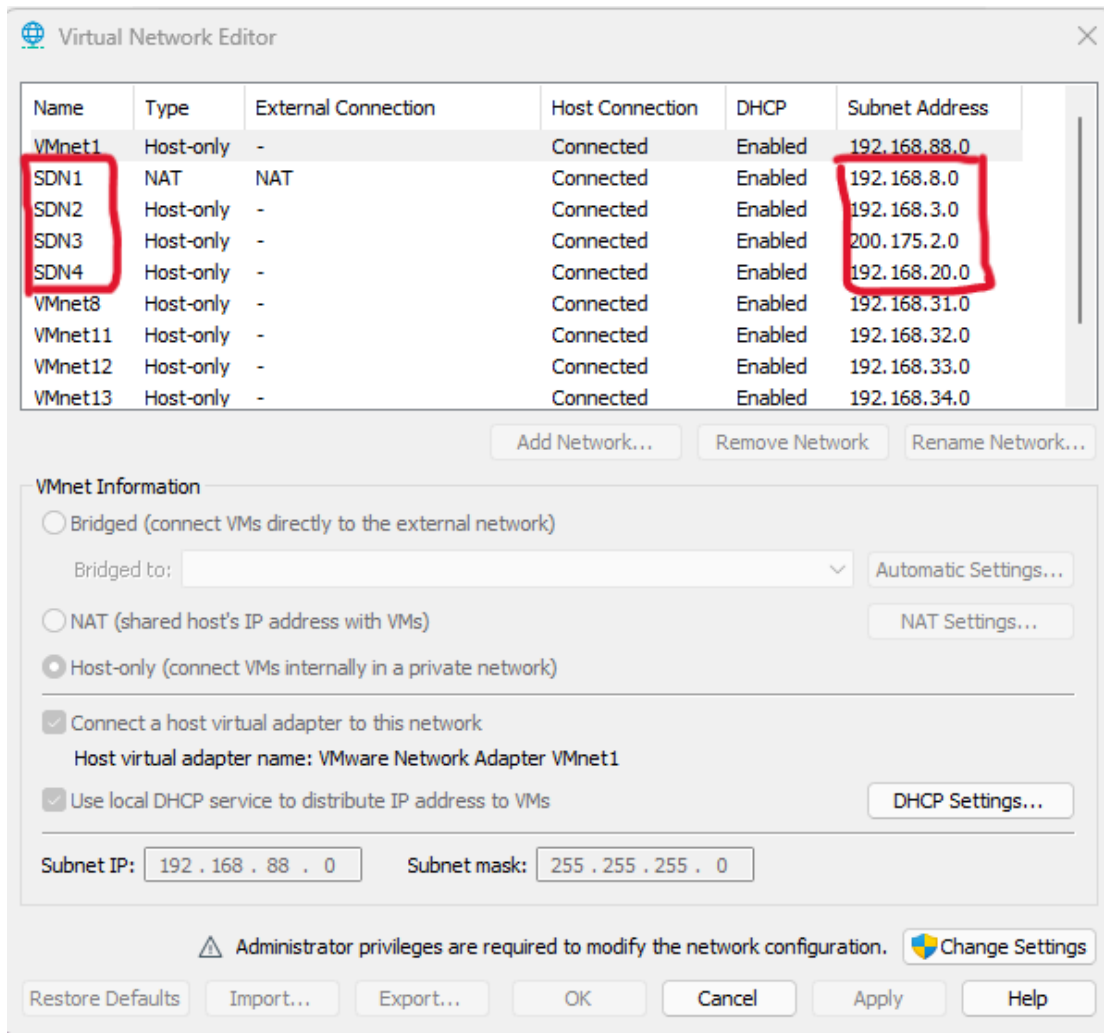 Virtual Network Editor
Name Type External Connection Host Connection DHCP Subnet Address
VMnet1 Host-only - Connected Enabled 192.168.88.0
SDN1 NAT NAT Connected Enabled 192.168.8.0
SDN2 Host-only - Connected Enabled 192.168.3.0
SDN3 Host-only - Connected Enabled 200.175.2.0
SDN4 Host-only - Connected Enabled 192.168.20.0
VMnet8 Host-only - Connected Enabled 192.168.31.0
VMnet11 Host-only - Connected Enabled 192.168.32.0
VMnet12 Host-only - Connected Enabled 192.168.33.0
VMnet13 Host-only - Connected Enabled 192.168.34.0
Add Network... Remove Network Rename Network...
VMnet Information
Bridged (connect VMs directly to the external network)
Bridged to: Automatic Settings...
NAT (shared host's IP address with VMs) NAT Settings...
Host-only (connect VMs internally in a private network)
Connect a host virtual adapter to this network
Host virtual adapter name: VMware Network Adapter VMnet1
Use local DHCP service to distribute IP address to VMs DHCP Settings...
Subnet IP: 192 . 168 . 88 . 0 Subnet mask: 255 . 255 . 255 . 0
Administrator privileges are required to modify the network configuration. Change Settings
Restore Defaults Import... Export... OK Cancel Apply Help